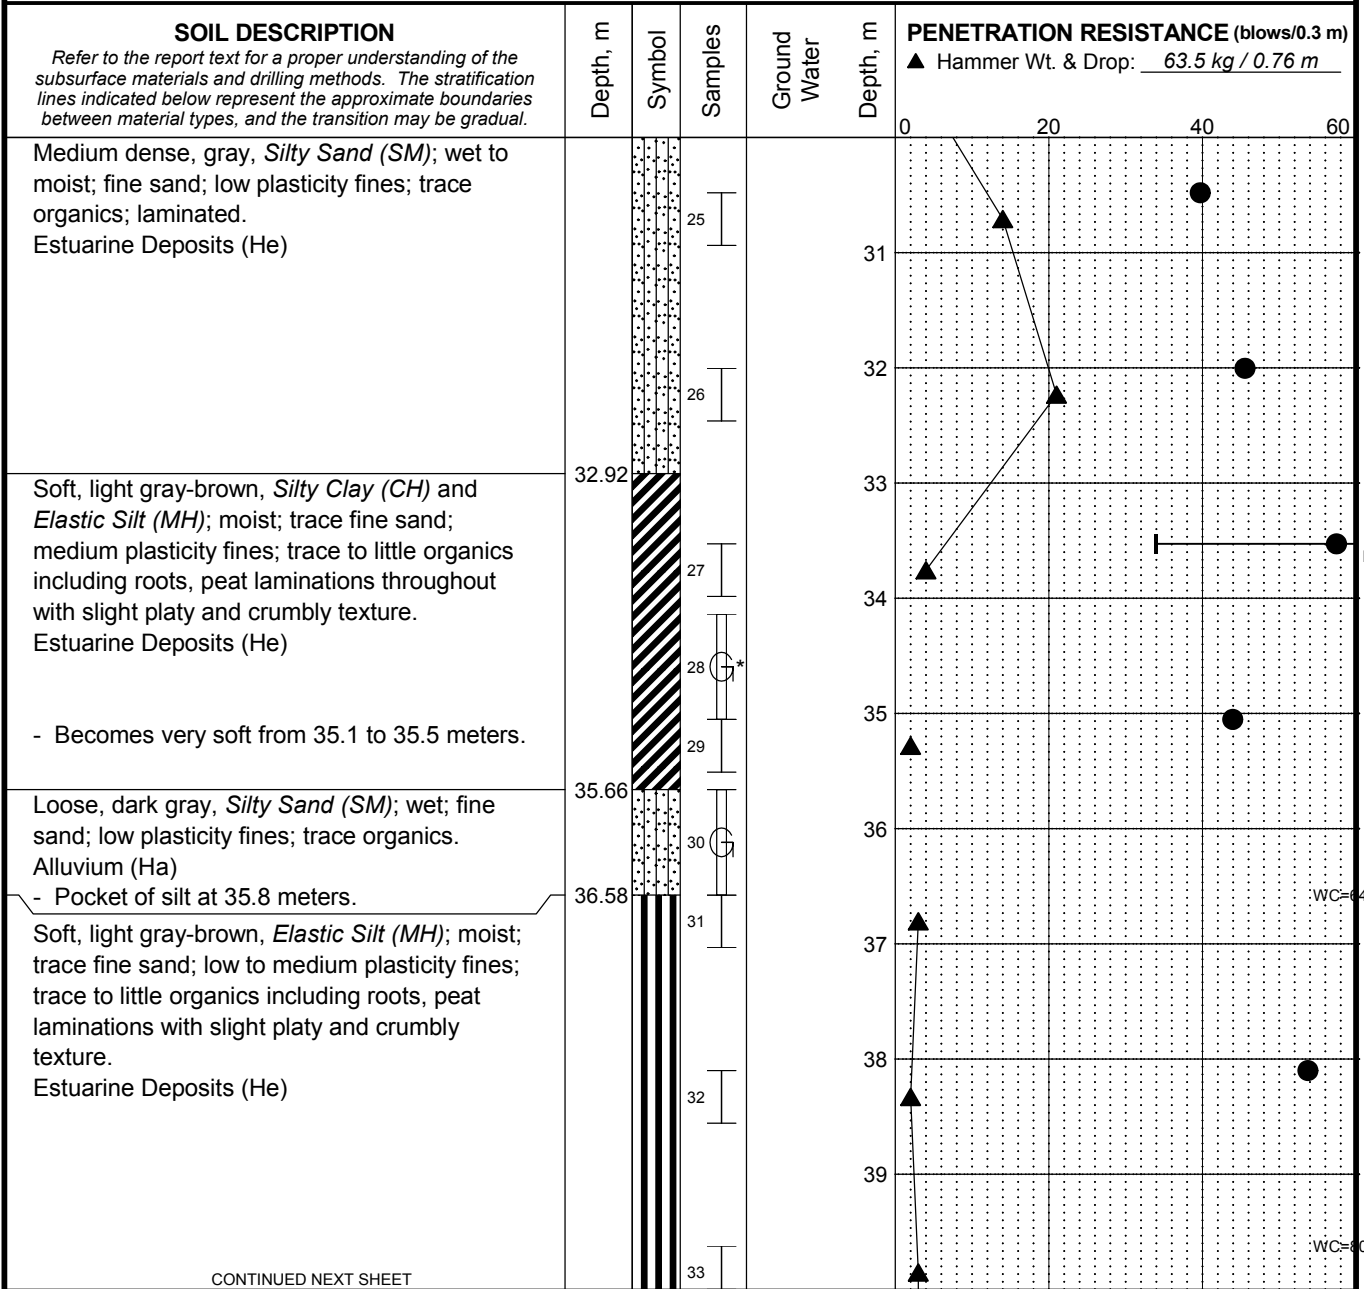 SOIL DESCRIPTION
Refer to the report text for a proper understanding of the
subsurface materials and drilling methods. The stratification
lines indicated below represent the approximate boundaries
between material types, and the transition may be gradual.
Depth, m
Symbol
Samples
Ground
Water
Depth, m
PENETRATION RESISTANCE (blows/0.3 m)
▲ Hammer Wt. & Drop: 63.5 kg / 0.76 m
0 20 40 60
Medium dense, gray, Silty Sand (SM); wet to
moist; fine sand; low plasticity fines; trace
organics; laminated.
Estuarine Deposits (He)
25
31
32
26
32.92
33
Soft, light gray-brown, Silty Clay (CH) and
Elastic Silt (MH); moist; trace fine sand;
medium plasticity fines; trace to little organics
including roots, peat laminations throughout
with slight platy and crumbly texture.
Estuarine Deposits (He)
27
34
28 G*
35
- Becomes very soft from 35.1 to 35.5 meters.
29
35.66
Loose, dark gray, Silty Sand (SM); wet; fine
sand; low plasticity fines; trace organics.
Alluvium (Ha)
- Pocket of silt at 35.8 meters.
36
30 G
36.58
WC=64
31
37
Soft, light gray-brown, Elastic Silt (MH); moist;
trace fine sand; low to medium plasticity fines;
trace to little organics including roots, peat
laminations with slight platy and crumbly
texture.
Estuarine Deposits (He)
38
32
39
WC=80
33
CONTINUED NEXT SHEET